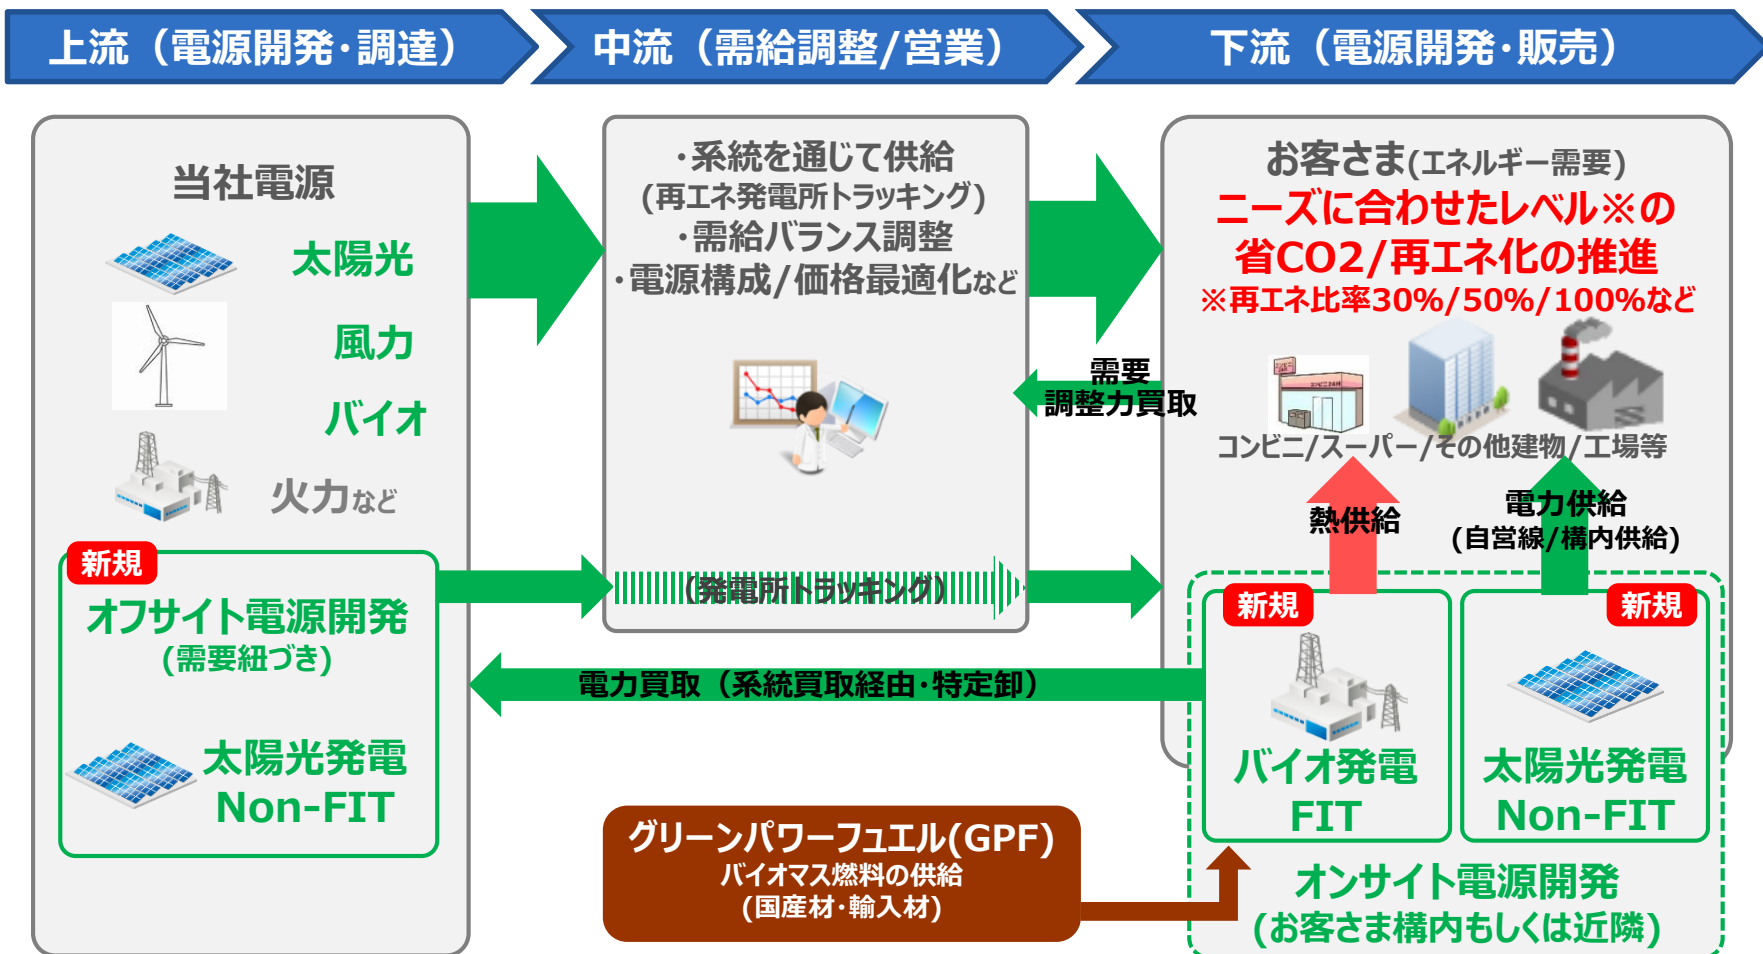 上流（電源開発・調達）
中流（需給調整/営業）
下流（電源開発・販売）
当社電源
太陽光
風力
バイオ
火力など
新規
オフサイト電源開発
(需要紐づき)
太陽光発電
Non-FIT
・系統を通じて供給
(再エネ発電所トラッキング)
・需給バランス調整
・電源構成/価格最適化など
(発電所トラッキング)
需要
調整力買取
電力買取（系統買取経由・特定卸）
グリーンパワーフュエル(GPF)
バイオマス燃料の供給
(国産材・輸入材)
お客さま(エネルギー需要)
ニーズに合わせたレベル※の
省CO2/再エネ化の推進
※再エネ比率30%/50%/100%など
コンビニ/スーパー/その他建物/工場等
熱供給
電力供給
(自営線/構内供給)
新規
バイオ発電
FIT
新規
太陽光発電
Non-FIT
オンサイト電源開発
(お客さま構内もしくは近隣)